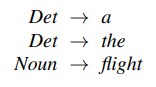 Det → a
Det → the
Noun → flight